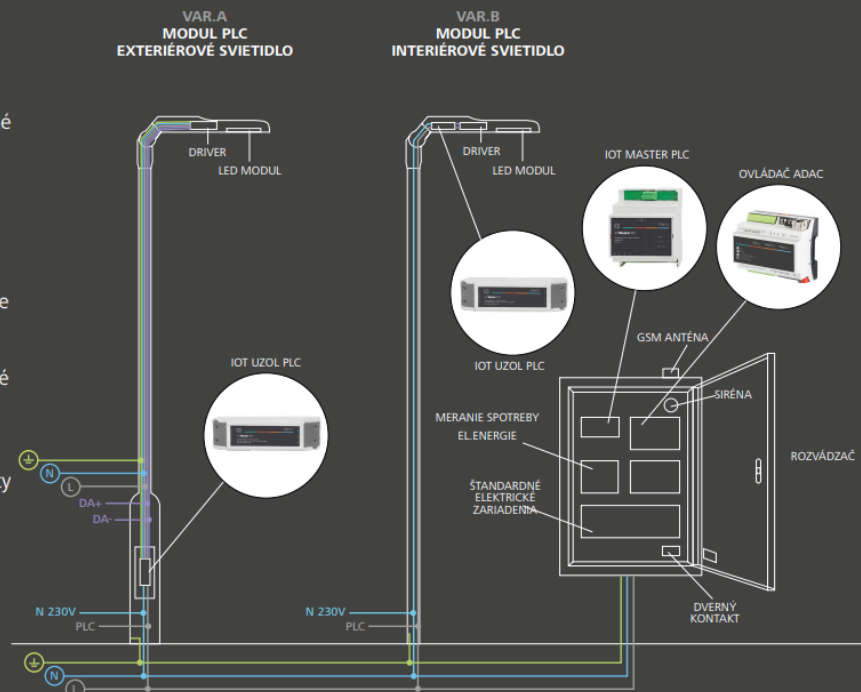 VAR.A
MODUL PLC
EXTERIÉROVÉ SVIETIDLO
VAR.B
MODUL PLC
INTERIÉROVÉ SVIETIDLO
é
DRIVER
LED MODUL
DRIVER
LED MODUL
IOT MASTER PLC
OVLÁDAČ ADAC
e
é
y
IOT UZOL PLC
IOT UZOL PLC
GSM ANTÉNA
SIRÉNA
MERANIE SPOTREBY
EL.ENERGIE
ROZVÁDZAČ
ŠTANDARDNÉ
ELEKTRICKÉ
ZARIADENIA
N
L
DA+
DA-
N 230V
PLC
N 230V
PLC
DVERNÝ
KONTAKT
N
L